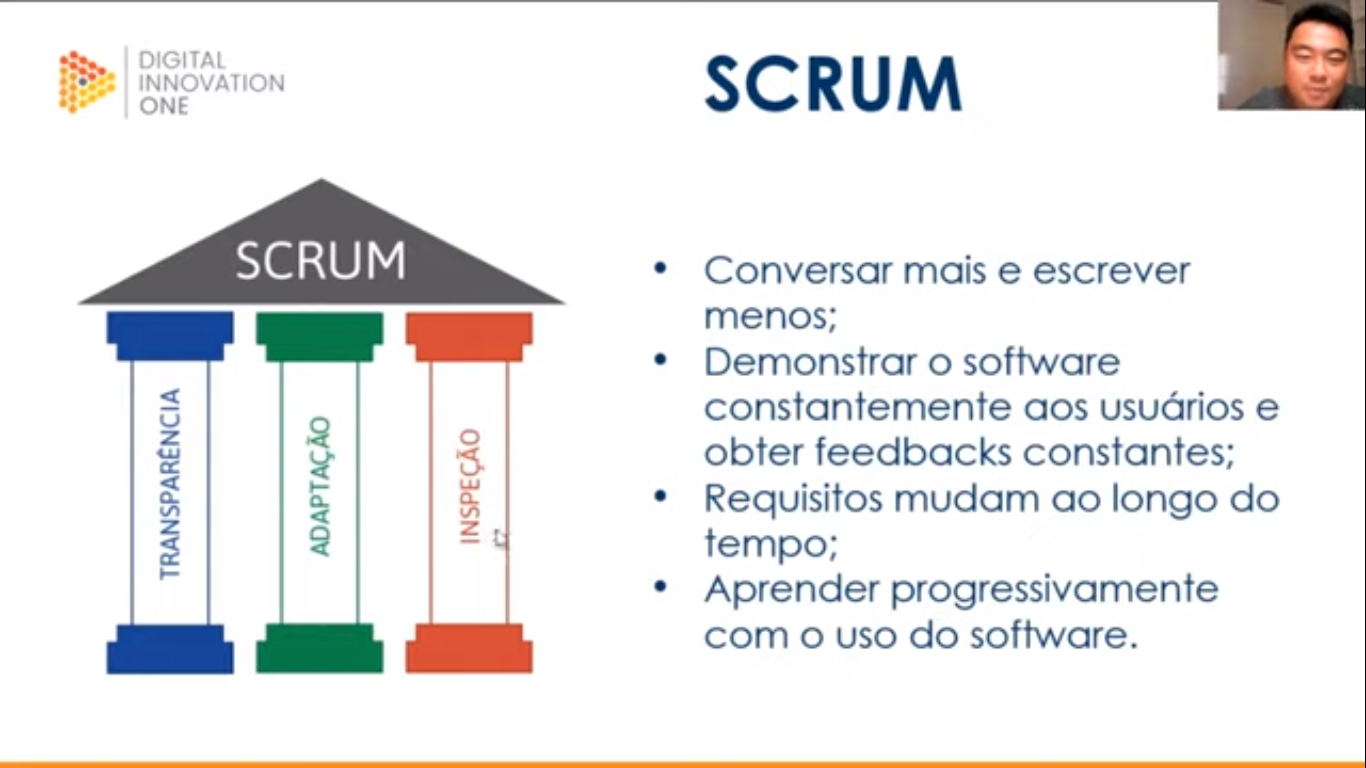 DIGITAL
INNOVATION
ONE
SCRUM
SCRUM
TRANSPARÊNCIA
ADAPTAÇÃO
INSPEÇÃO
• Conversar mais e escrever
menos;
• Demonstrar o software
constantemente aos usuários e
obter feedbacks constantes;
• Requisitos mudam ao longo do
tempo;
• Aprender progressivamente
com o uso do software.